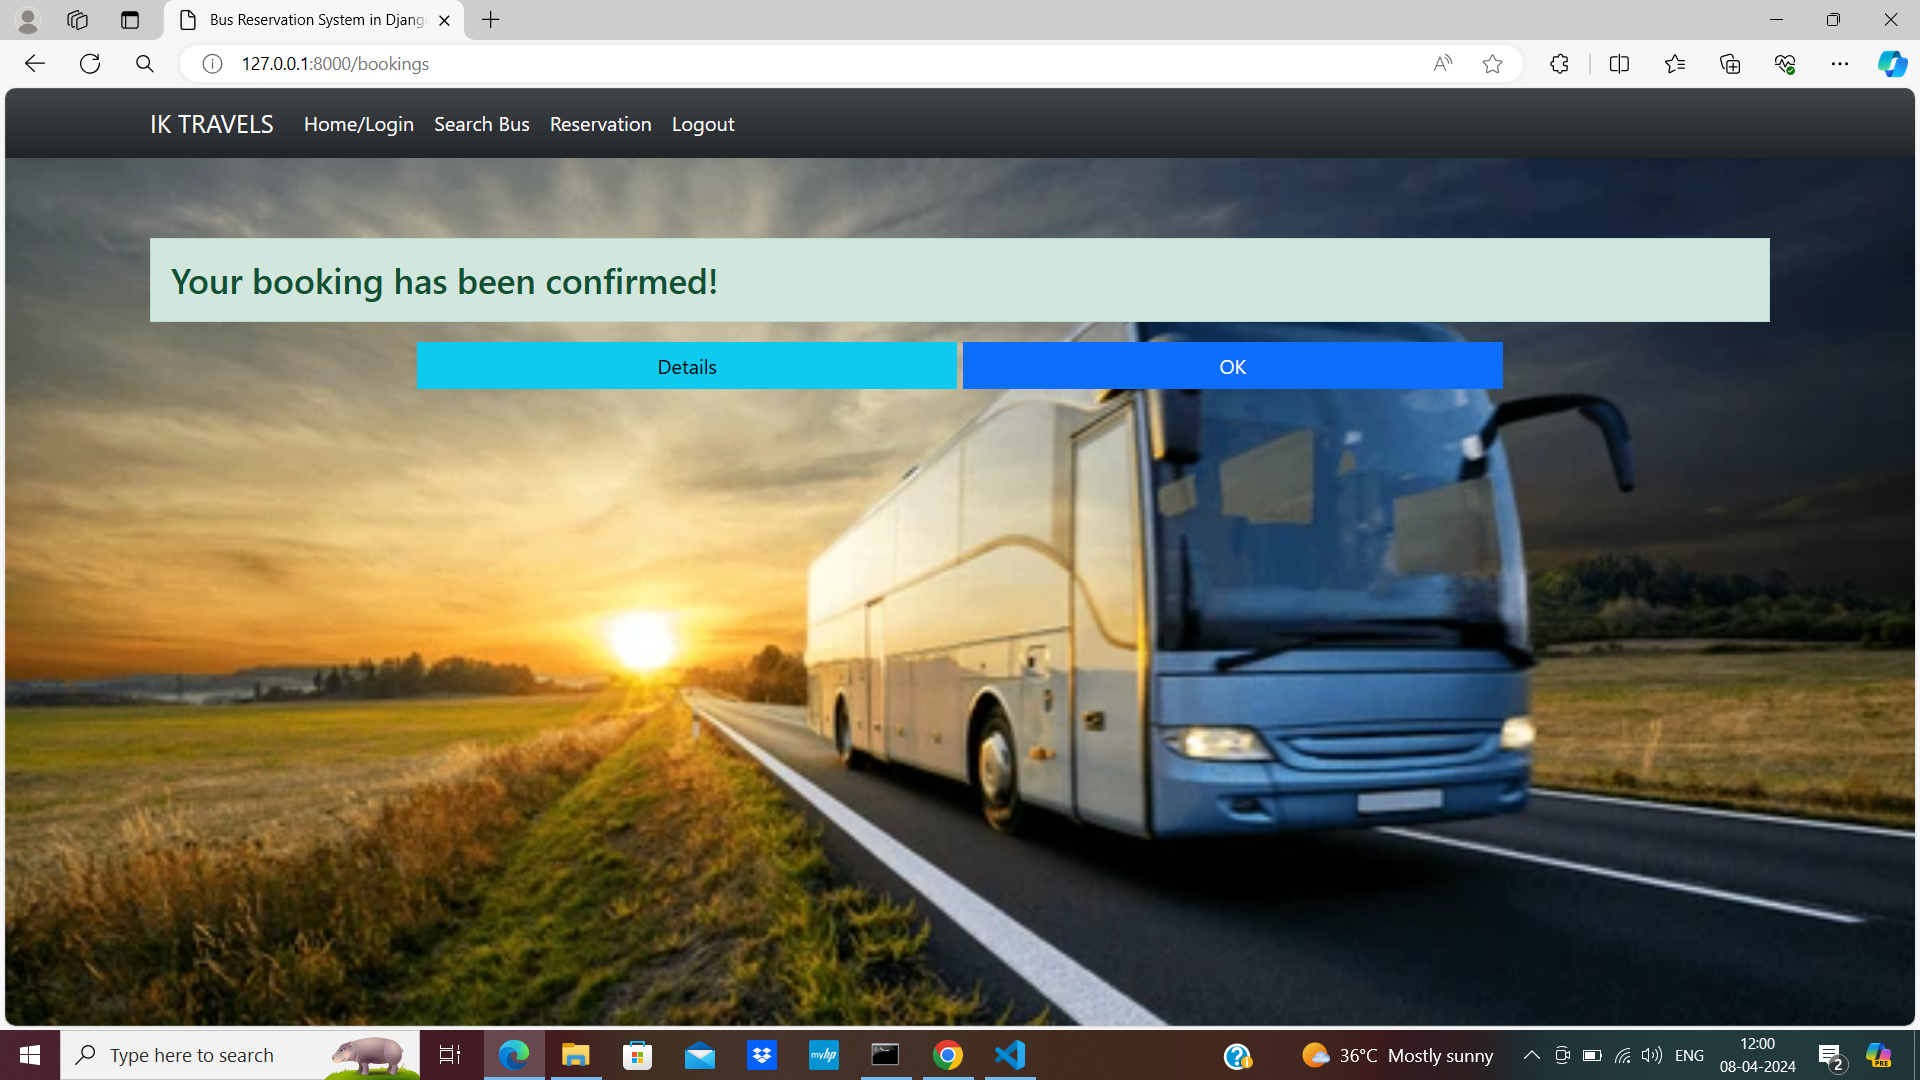 Bus Reservation System in Djang
127.0.0.1:8000/bookings
IK TRAVELS Home/Login Search Bus Reservation Logout
Your booking has been confirmed!
Details OK
Type here to search
myhp
36°C Mostly sunny
ENG
12:00
08-04-2024
2
PRE